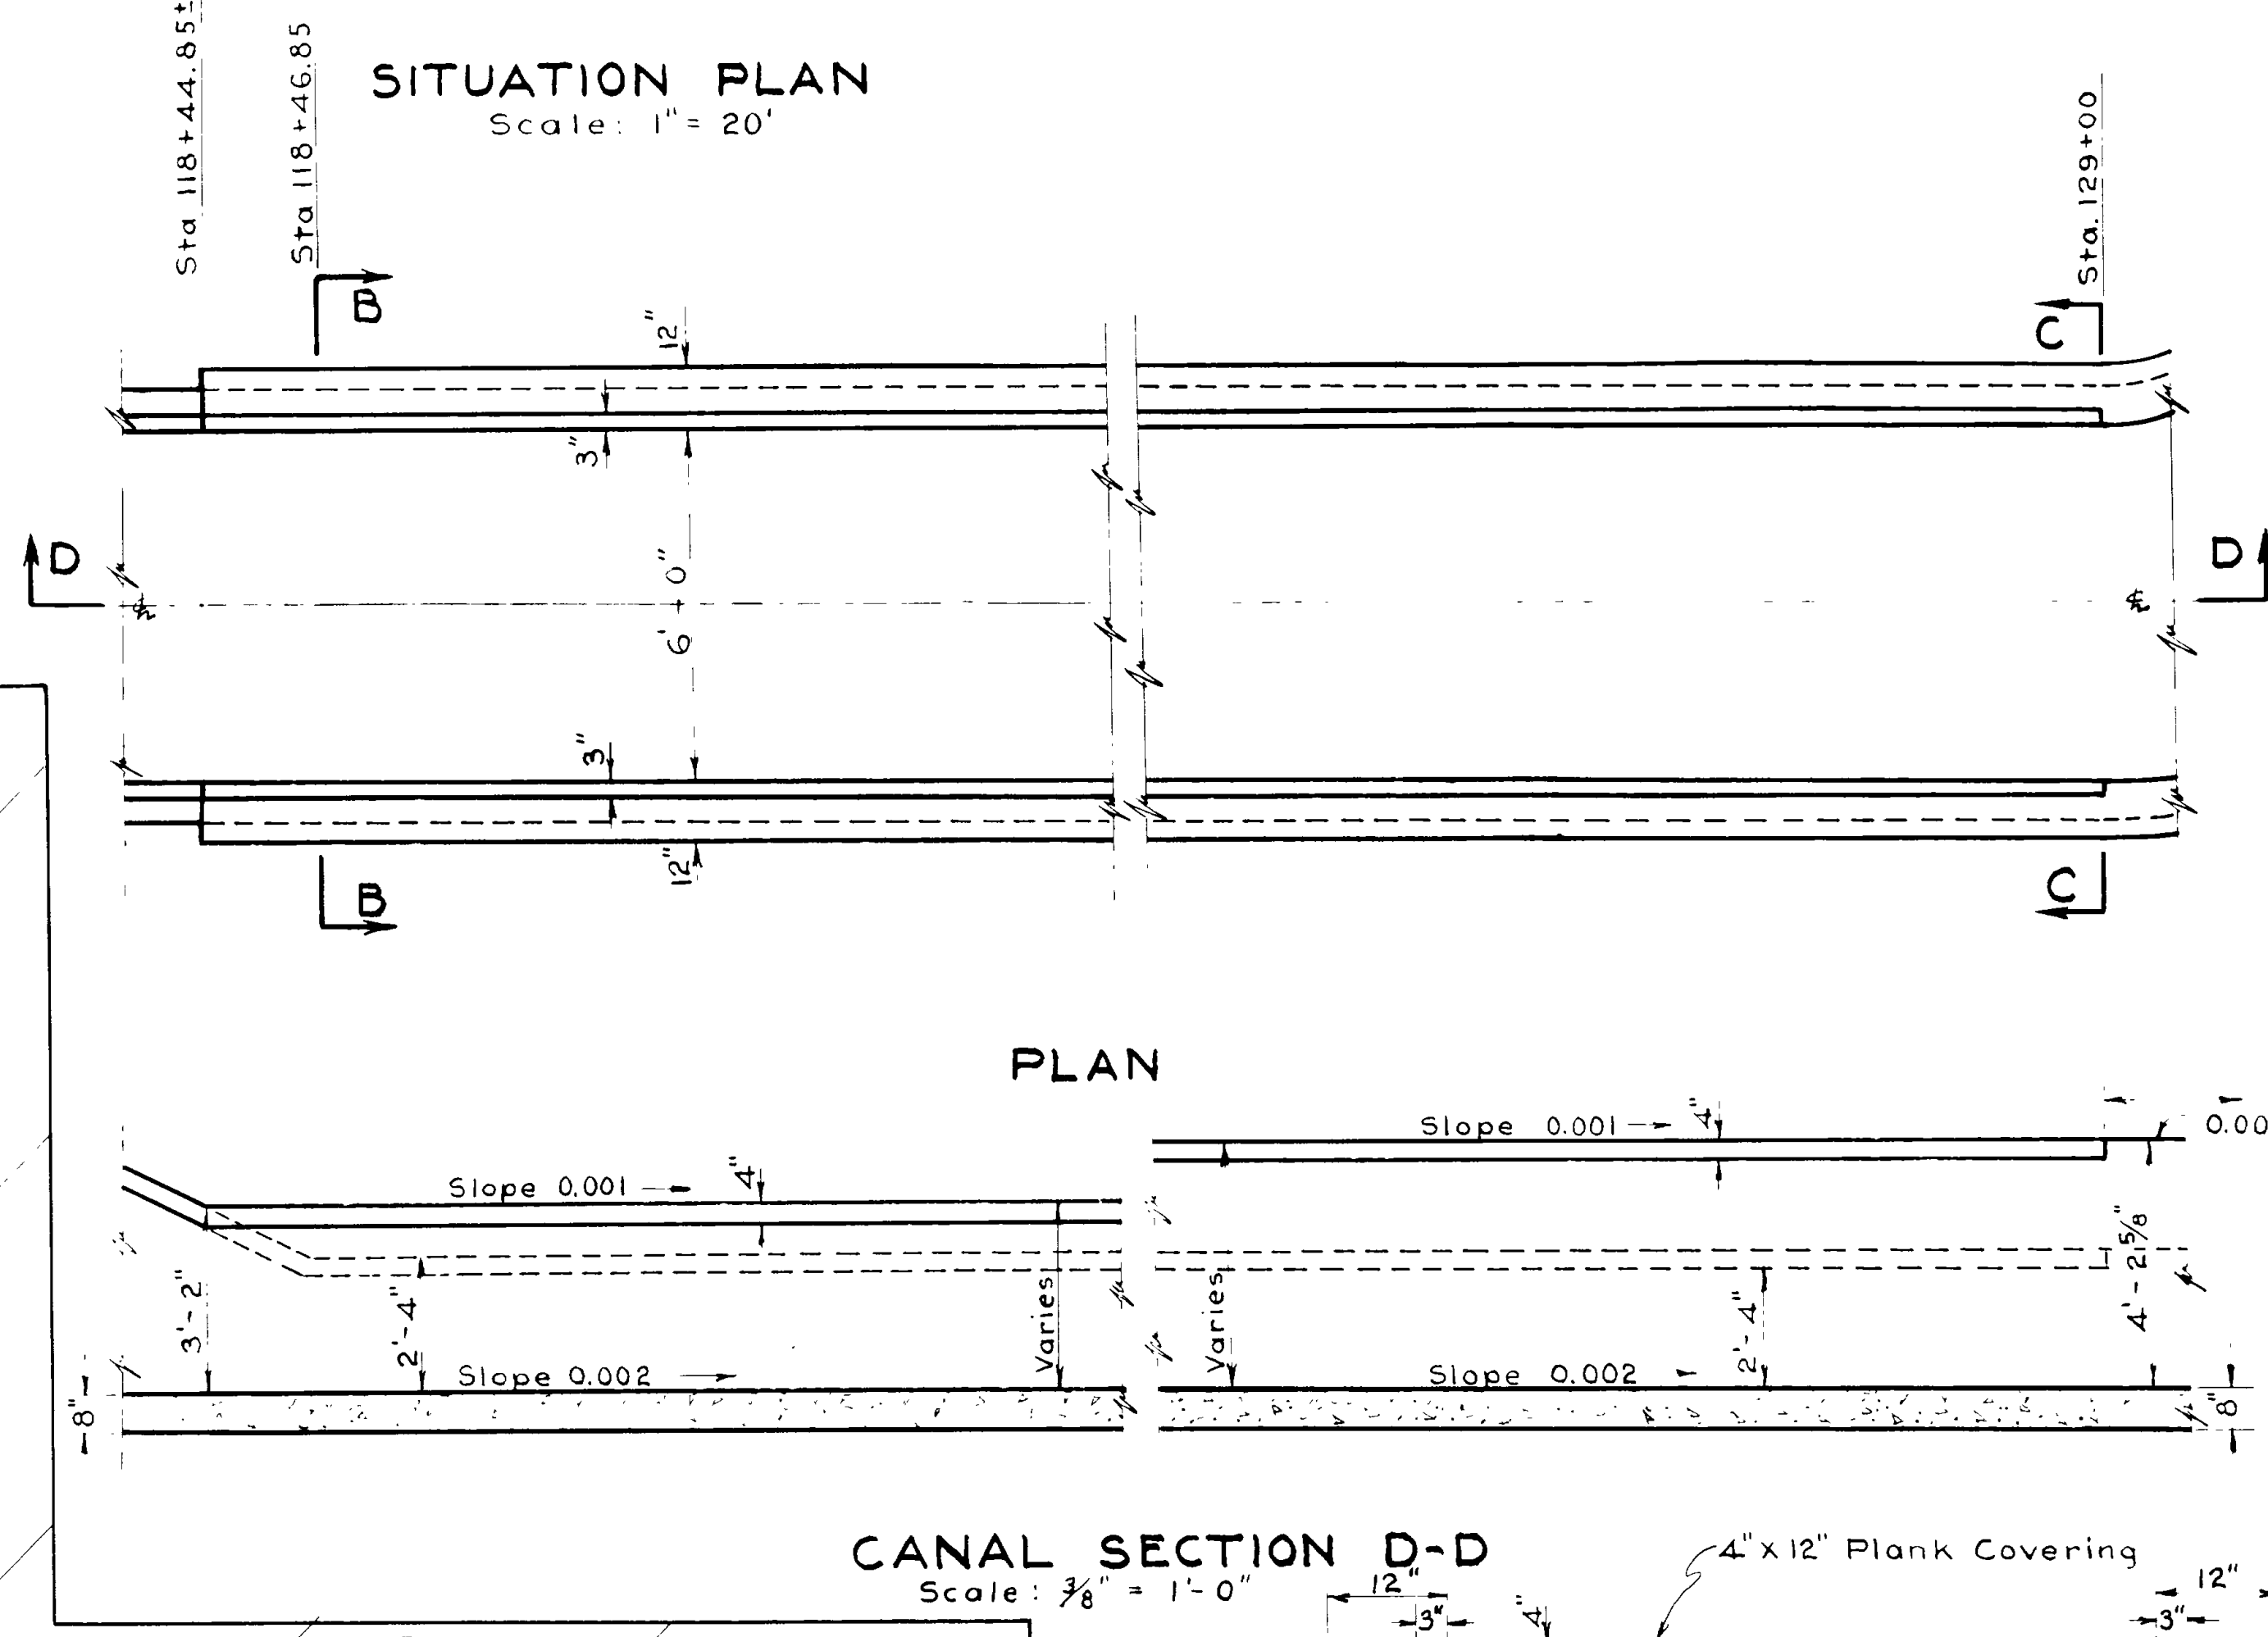 Sta 118+44.85±
Sta 118+46.85
SITUATION PLAN
Scale: 1" = 20'
Sta. 129+00
B
C
12"
3"
D
D
6'-0"
3"
12"
B
C
PLAN
Slope 0.001
4"
0.00
Slope 0.001
4"
3'-2"
2'-4"
Varies
Varies
2'-4"
4'-2⅝"
Slope 0.002
Slope 0.002
8"
8"
CANAL SECTION D-D
Scale: 3/8" = 1'-0"
4" x 12" Plank Covering
12"
3"
4"
12"
3"